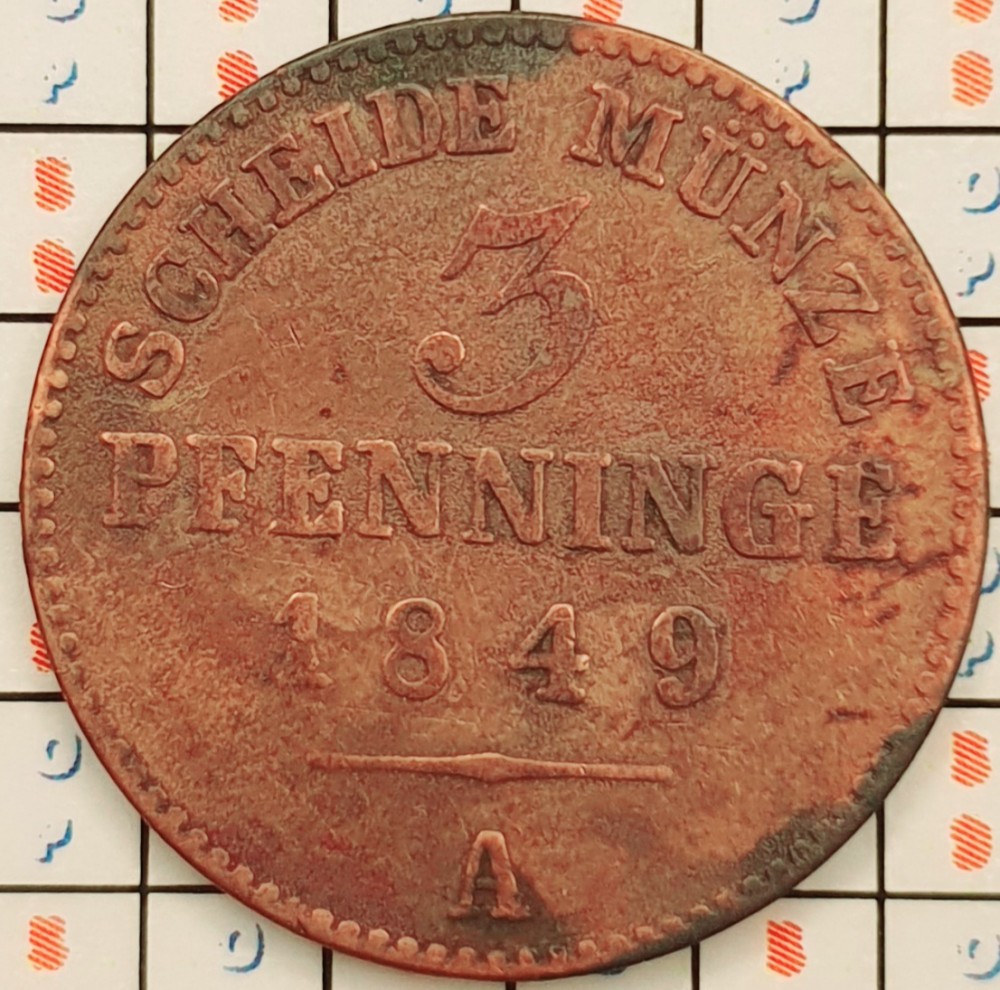 SCHEIDE MÜNZE
3
PFENNINGE
1849
A